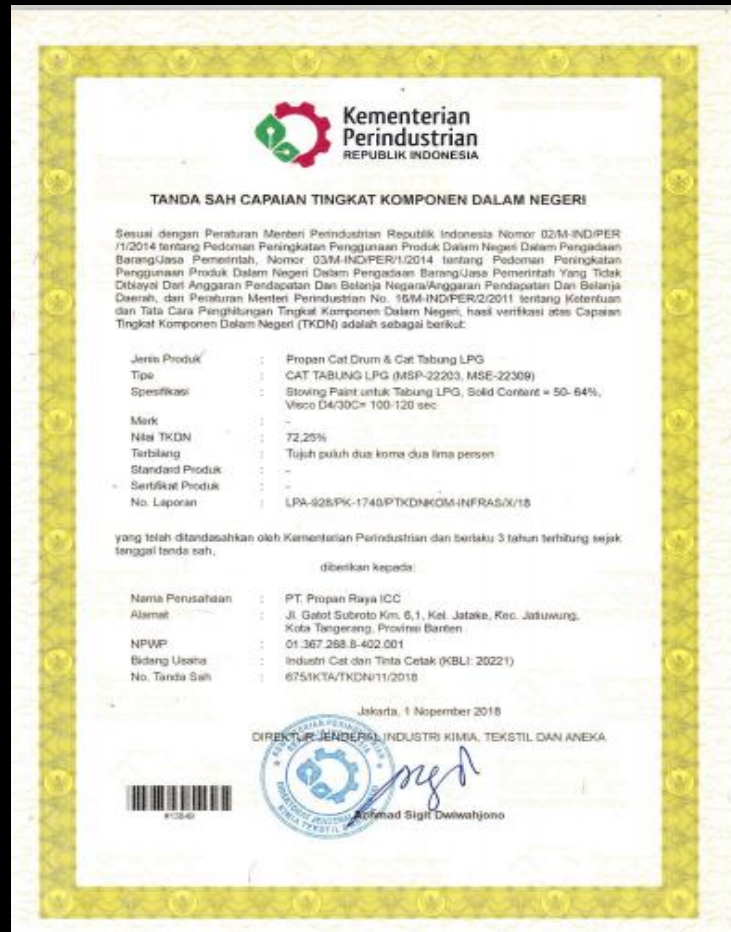 Kementerian
Perindustrian
REPUBLIK INDONESIA
TANDA SAH CAPAIAN TINGKAT KOMPONEN DALAM NEGERI
Sesuai dengan Peraturan Menteri Perindustrian Republik Indonesia Nomor 02/M-IND/PER
/1/2014 tentang Pedoman Peningkatan Penggunaan Produk Dalam Negeri Dalam Pengadaan
Barang/Jasa Pemerintah, Nomor 03/M-IND/PER/1/2014 tentang Pedoman Peningkatan
Penggunaan Produk Dalam Negeri Dalam Pengadaan Barang/Jasa Pemerintah Yang Tidak
Dibiayai Dari Anggaran Pendapatan Dan Belanja Negara/Anggaran Pendapatan Dan Belanja
Daerah, dan Peraturan Menteri Perindustrian No. 16/M-IND/PER/2/2011 tentang Ketentuan
dan Tata Cara Penghitungan Tingkat Komponen Dalam Negeri, hasil verifikasi atas Capaian
Tingkat Komponen Dalam Negeri (TKDN) adalah sebagai berikut:
Jenis Produk : Propan Cat Drum & Cat Tabung LPG
Tipe : CAT TABUNG LPG (MSP-22203, MSE-22309)
Spesifikasi : Stoving Paint untuk Tabung LPG, Solid Content = 50- 64%,
Visco D4/30C= 100-120 sec
Merk : -
Nilai TKDN : 72,25%
Terbilang : Tujuh puluh dua koma dua lima persen
Standard Produk : -
Sertifikat Produk : -
No. Laporan : LPA-928/PK-1740/PTKDNKOM-INFRAS/X/18
yang telah ditandasahkan oleh Kementerian Perindustrian dan berlaku 3 tahun terhitung sejak
tanggal tanda sah,
diberikan kepada:
Nama Perusahaan : PT. Propan Raya ICC
Alamat : Jl. Gatot Subroto Km. 6,1, Kel. Jatake, Kec. Jatiuwung,
Kota Tangerang, Provinsi Banten
NPWP : 01.367.268.8-402.001
Bidang Usaha : Industri Cat dan Tinta Cetak (KBLI: 20221)
No. Tanda Sah : 675/IKTA/TKDN/11/2018
Jakarta, 1 Nopember 2018
DIREKTUR JENDERAL INDUSTRI KIMIA, TEKSTIL DAN ANEKA
Achmad Sigit Dwiwahjono